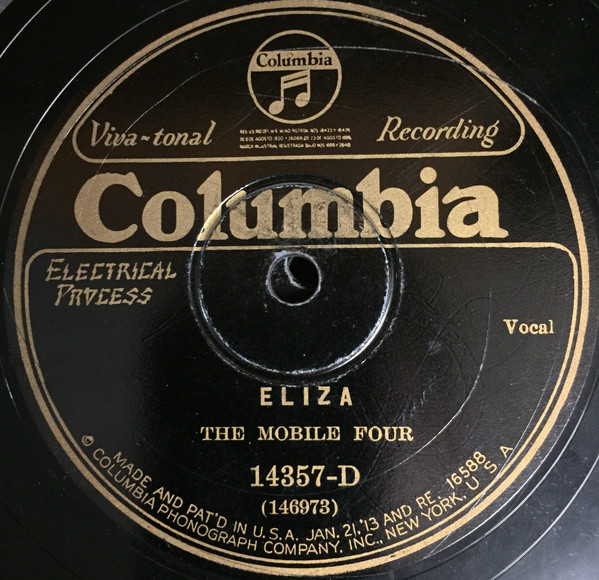 Columbia
Viva-tonal Recording
Columbia
ELECTRICAL
PROCESS
Vocal
ELIZA
THE MOBILE FOUR
14357-D
(146973)
MADE AND PAT'D IN U.S.A. JAN. 21,'13 AND RE. 16588
© COLUMBIA PHONOGRAPH COMPANY, INC., NEW YORK, U S A